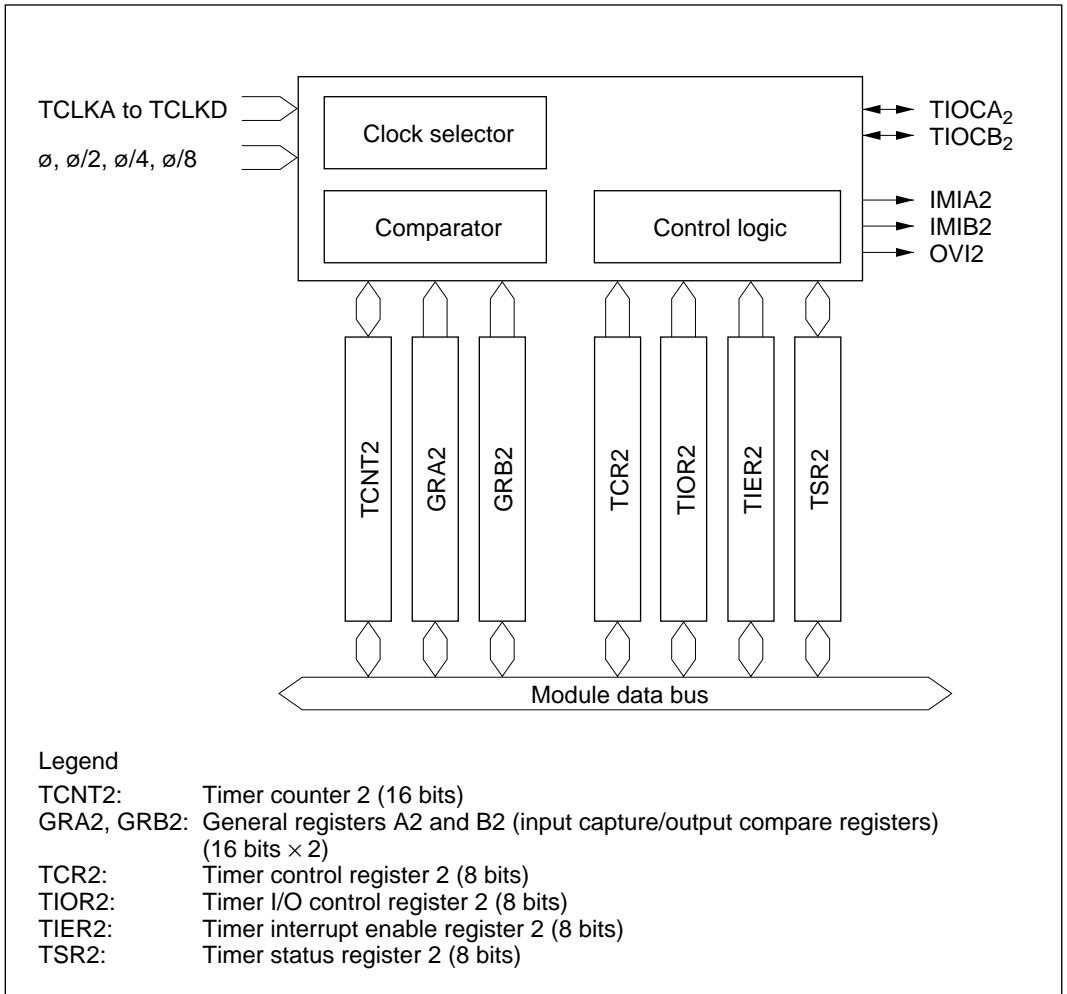 TCLKA to TCLKD
ø, ø/2, ø/4, ø/8
Clock selector
Comparator
Control logic
TIOCA2
TIOCB2
IMIA2
IMIB2
OVI2
TCNT2
GRA2
GRB2
TCR2
TIOR2
TIER2
TSR2
Module data bus
Legend
TCNT2: Timer counter 2 (16 bits)
GRA2, GRB2: General registers A2 and B2 (input capture/output compare registers)
(16 bits × 2)
TCR2: Timer control register 2 (8 bits)
TIOR2: Timer I/O control register 2 (8 bits)
TIER2: Timer interrupt enable register 2 (8 bits)
TSR2: Timer status register 2 (8 bits)